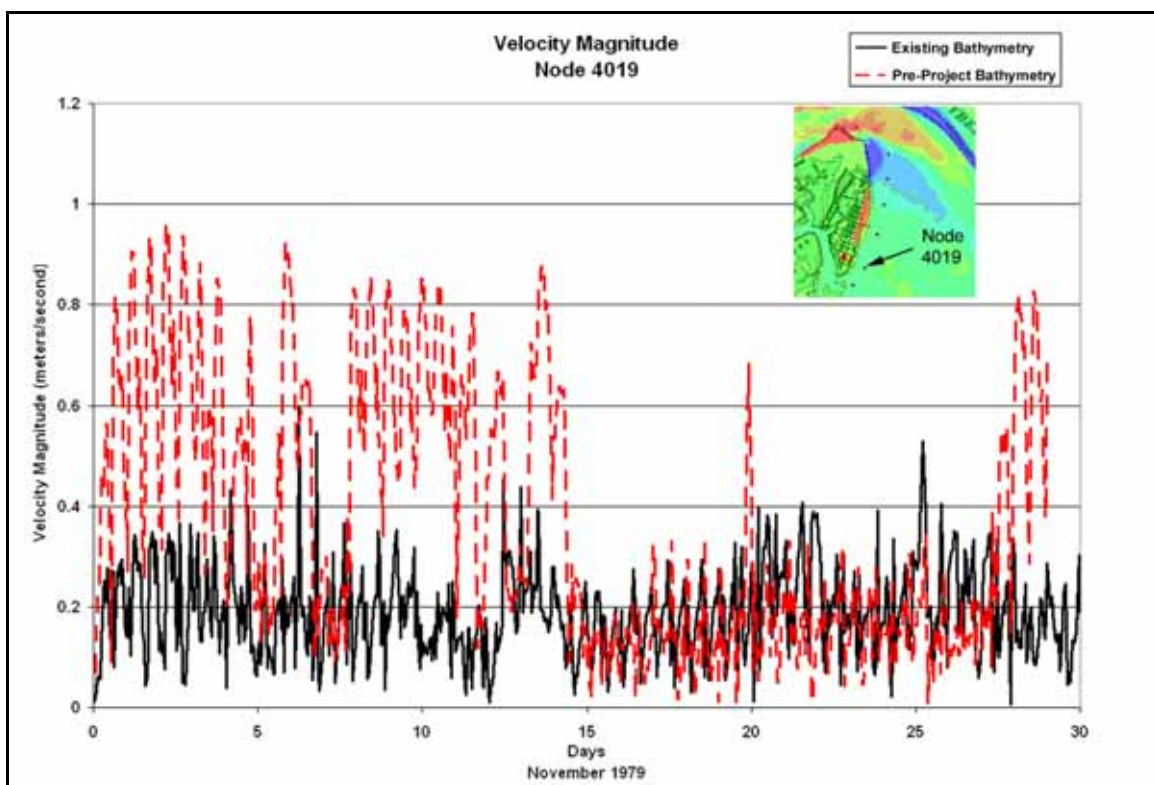 Velocity Magnitude
Node 4019
Existing Bathymetry
Pre-Project Bathymetry
1.2
1
0.8
0.6
0.4
0.2
0
Velocity Magnitude (meters/second)
Node
4019
0
5
10
15
20
25
30
Days
November 1979